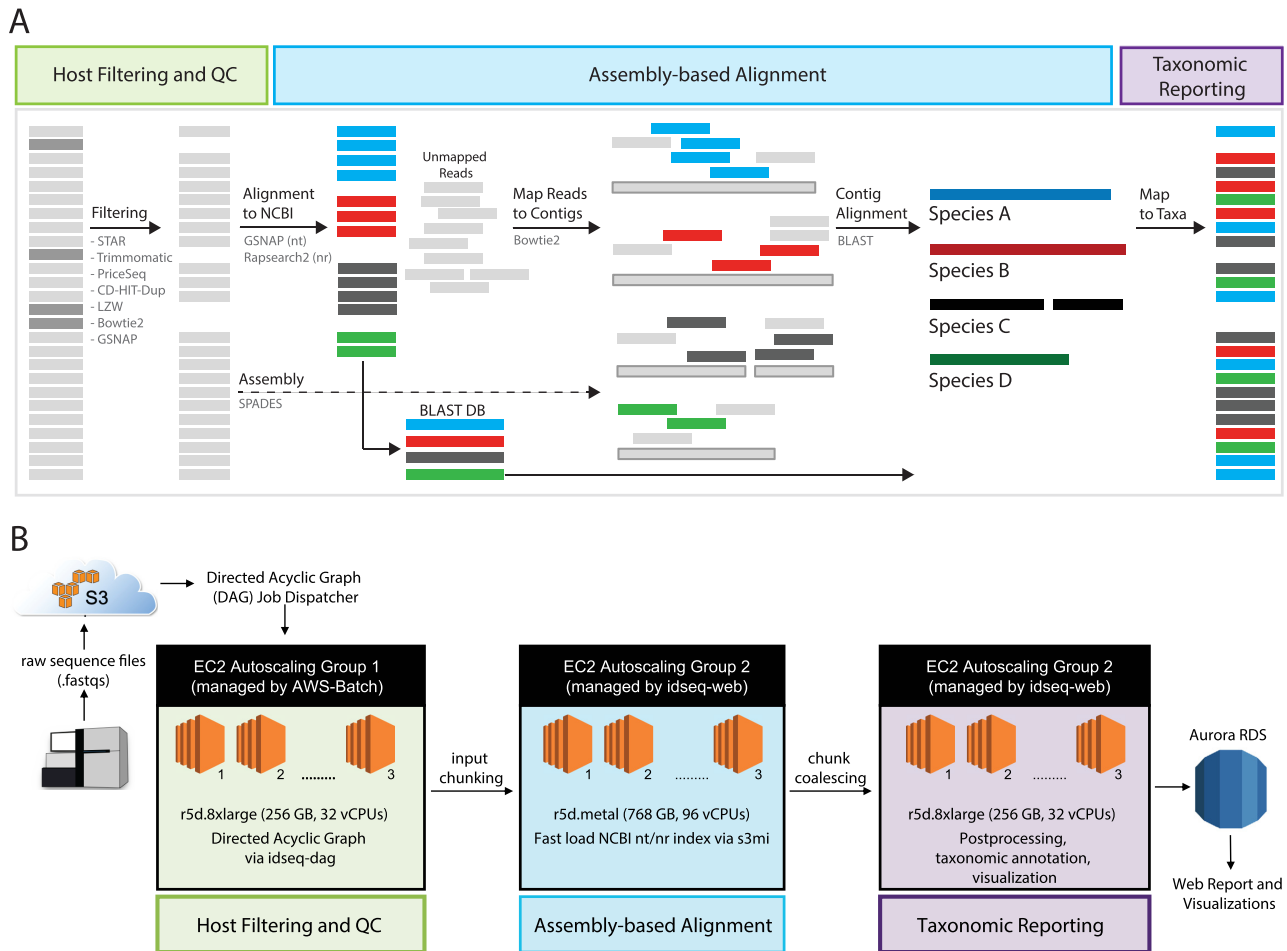 A
Host Filtering and QC
Assembly-based Alignment
Taxonomic
Reporting
Filtering
- STAR
- Trimmomatic
- PriceSeq
- CD-HIT-Dup
- LZW
- Bowtie2
- GSNAP
Alignment
to NCBI
GSNAP (nt)
Rapsearch2 (nr)
Unmapped
Reads
Map Reads
to Contigs
Bowtie2
Contig
Alignment
BLAST
Species A
Species B
Species C
Species D
Map
to Taxa
Assembly
SPADES
BLAST DB
B
S3
Directed Acyclic Graph
(DAG) Job Dispatcher
raw sequence files
(.fastqs)
EC2 Autoscaling Group 1
(managed by AWS-Batch)
1
2
.........
3
r5d.8xlarge (256 GB, 32 vCPUs)
Directed Acyclic Graph
via idseq-dag
Host Filtering and QC
input
chunking
EC2 Autoscaling Group 2
(managed by idseq-web)
1
2
.........
3
r5d.metal (768 GB, 96 vCPUs)
Fast load NCBI nt/nr index via s3mi
Assembly-based Alignment
chunk
coalescing
EC2 Autoscaling Group 2
(managed by idseq-web)
1
2
.........
3
r5d.8xlarge (256 GB, 32 vCPUs)
Postprocessing,
taxonomic annotation,
visualization
Taxonomic Reporting
Aurora RDS
Web Report and
Visualizations